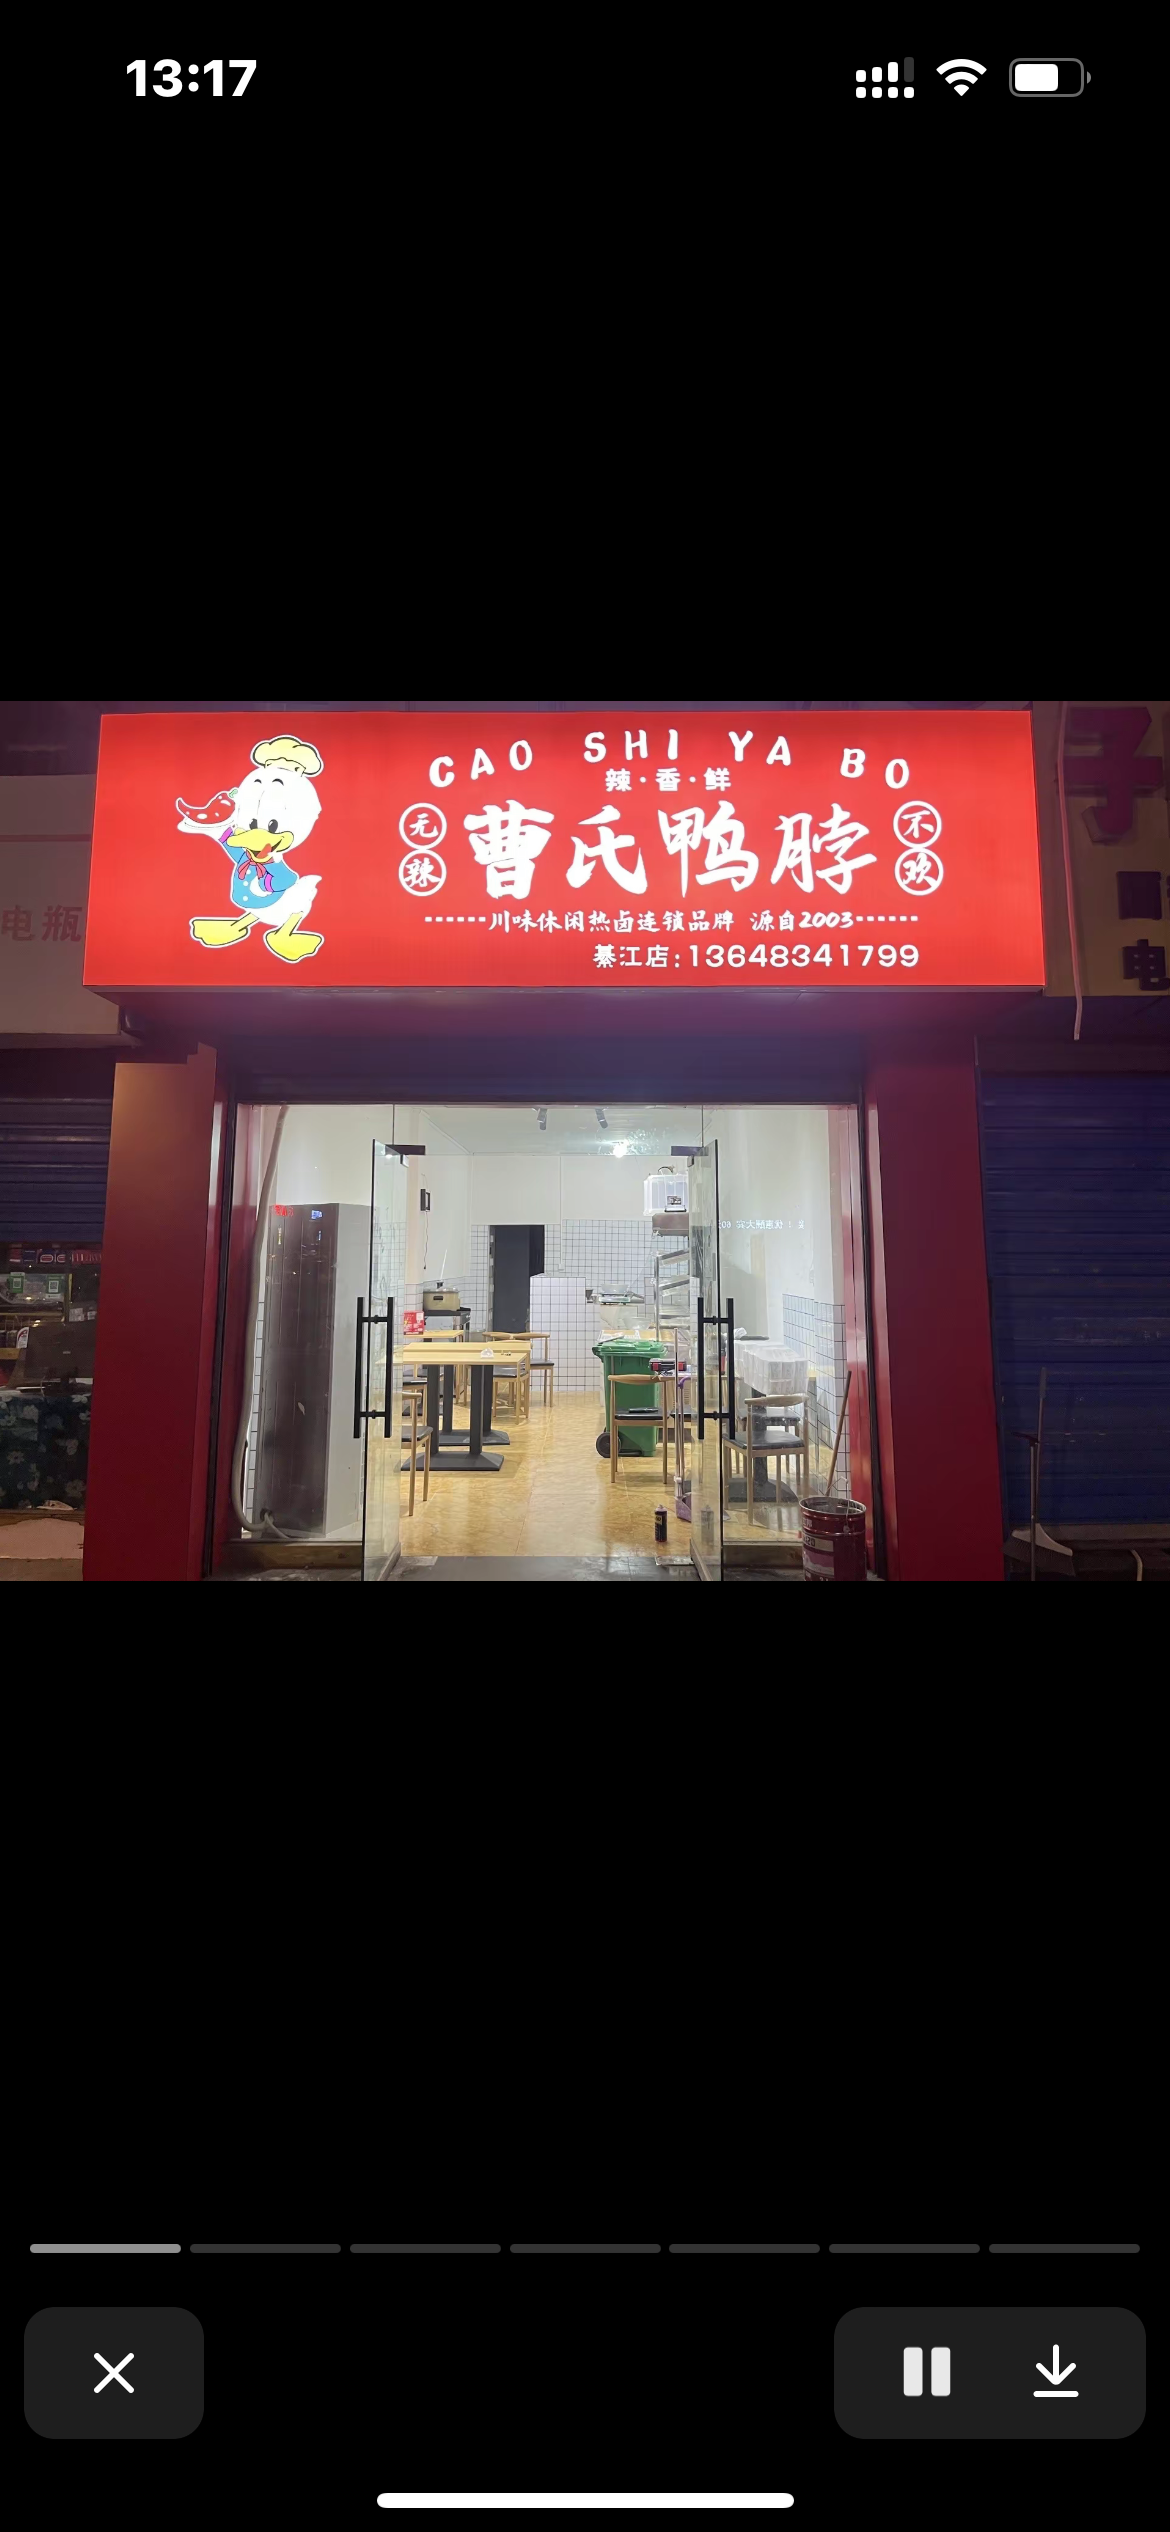 13:17
CAO SHI YA BO
辣·香·鲜
无辣 曹氏鸭脖 不欢
川味休闲热卤连锁品牌 源自2003
綦江店:13648341799
电瓶
子
电